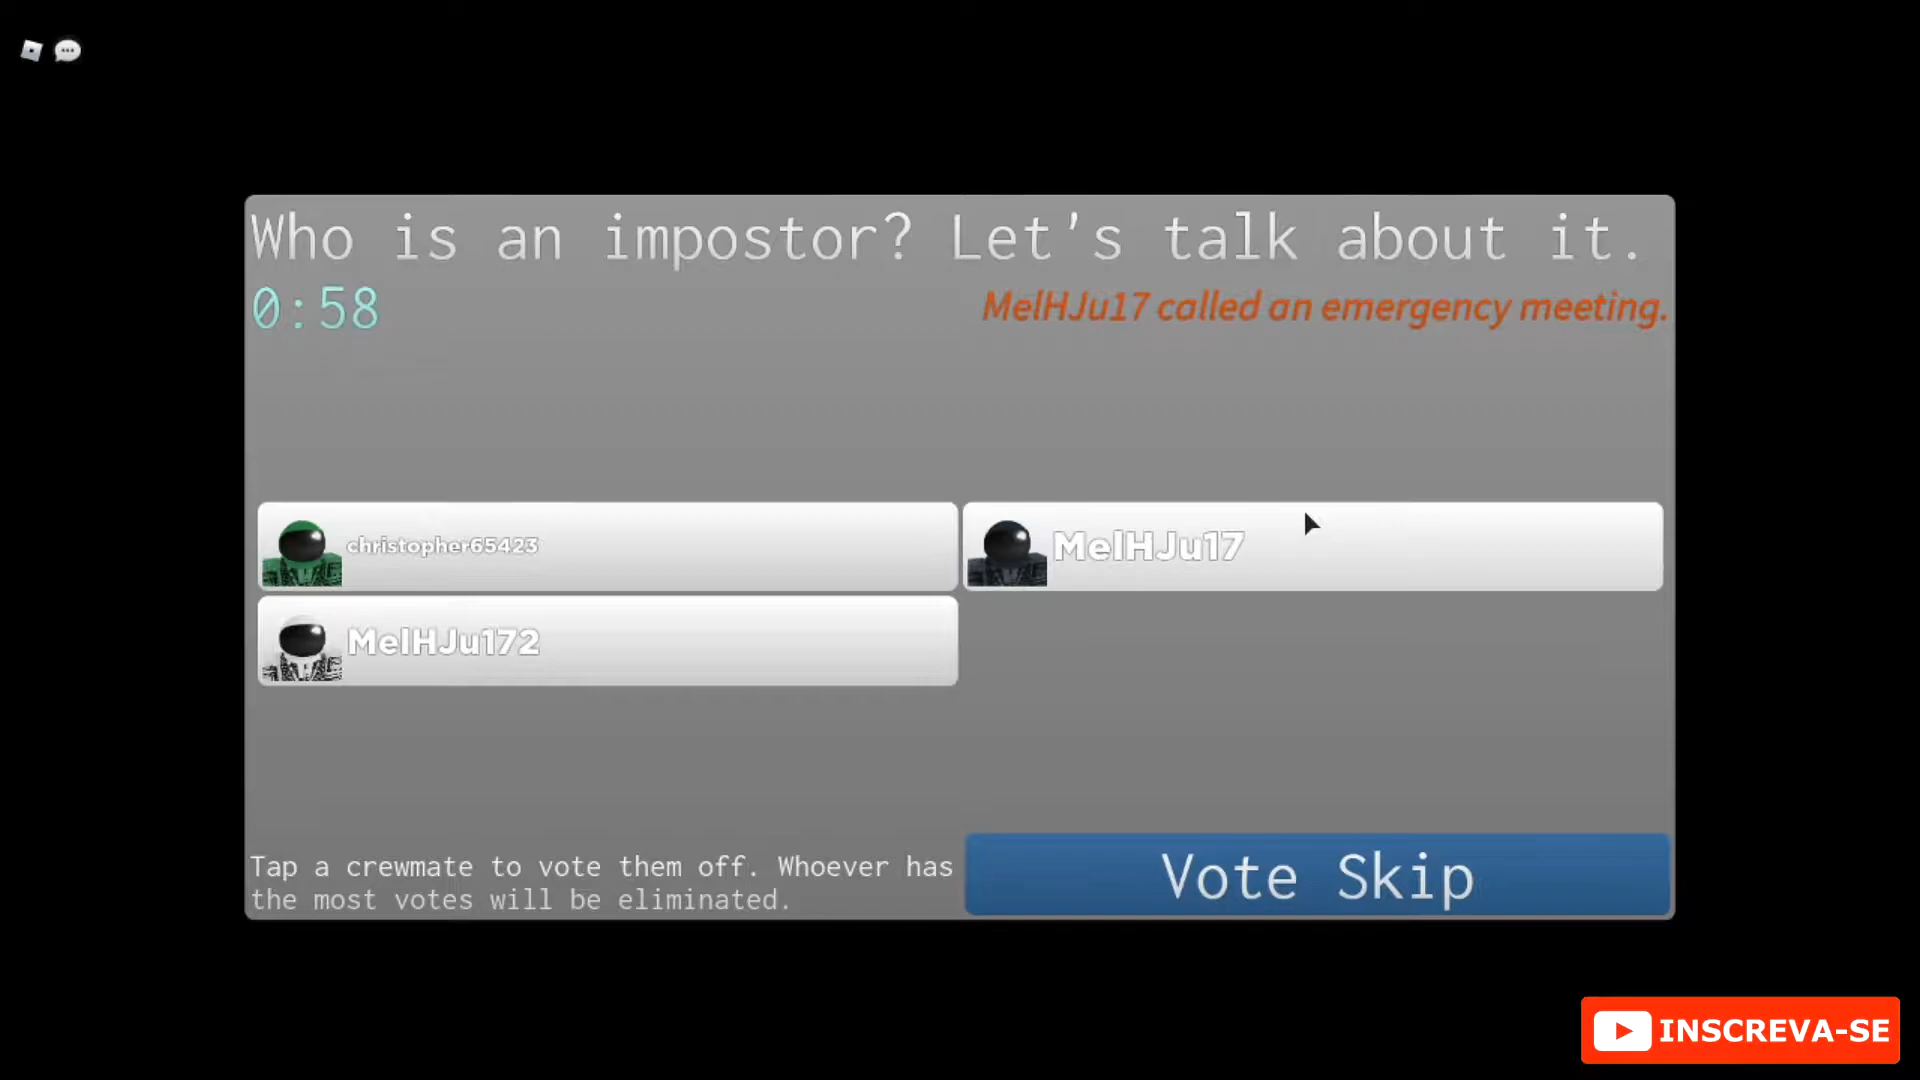 Who is an impostor? Let's talk about it.
0:58
MelHJu17 called an emergency meeting.
christopher65423
MelHJu17
MelHJu172
Tap a crewmate to vote them off. Whoever has
the most votes will be eliminated.
Vote Skip
INSCREVA-SE